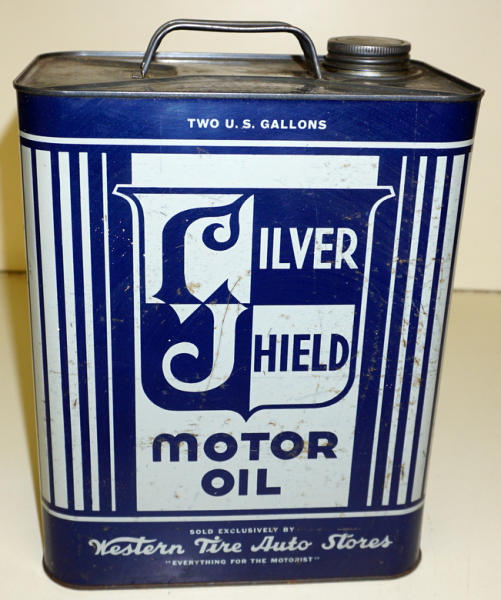 TWO U.S. GALLONS
SILVER
SHIELD
MOTOR
OIL
SOLD EXCLUSIVELY BY
Western Tire Auto Stores
"EVERYTHING FOR THE MOTORIST"